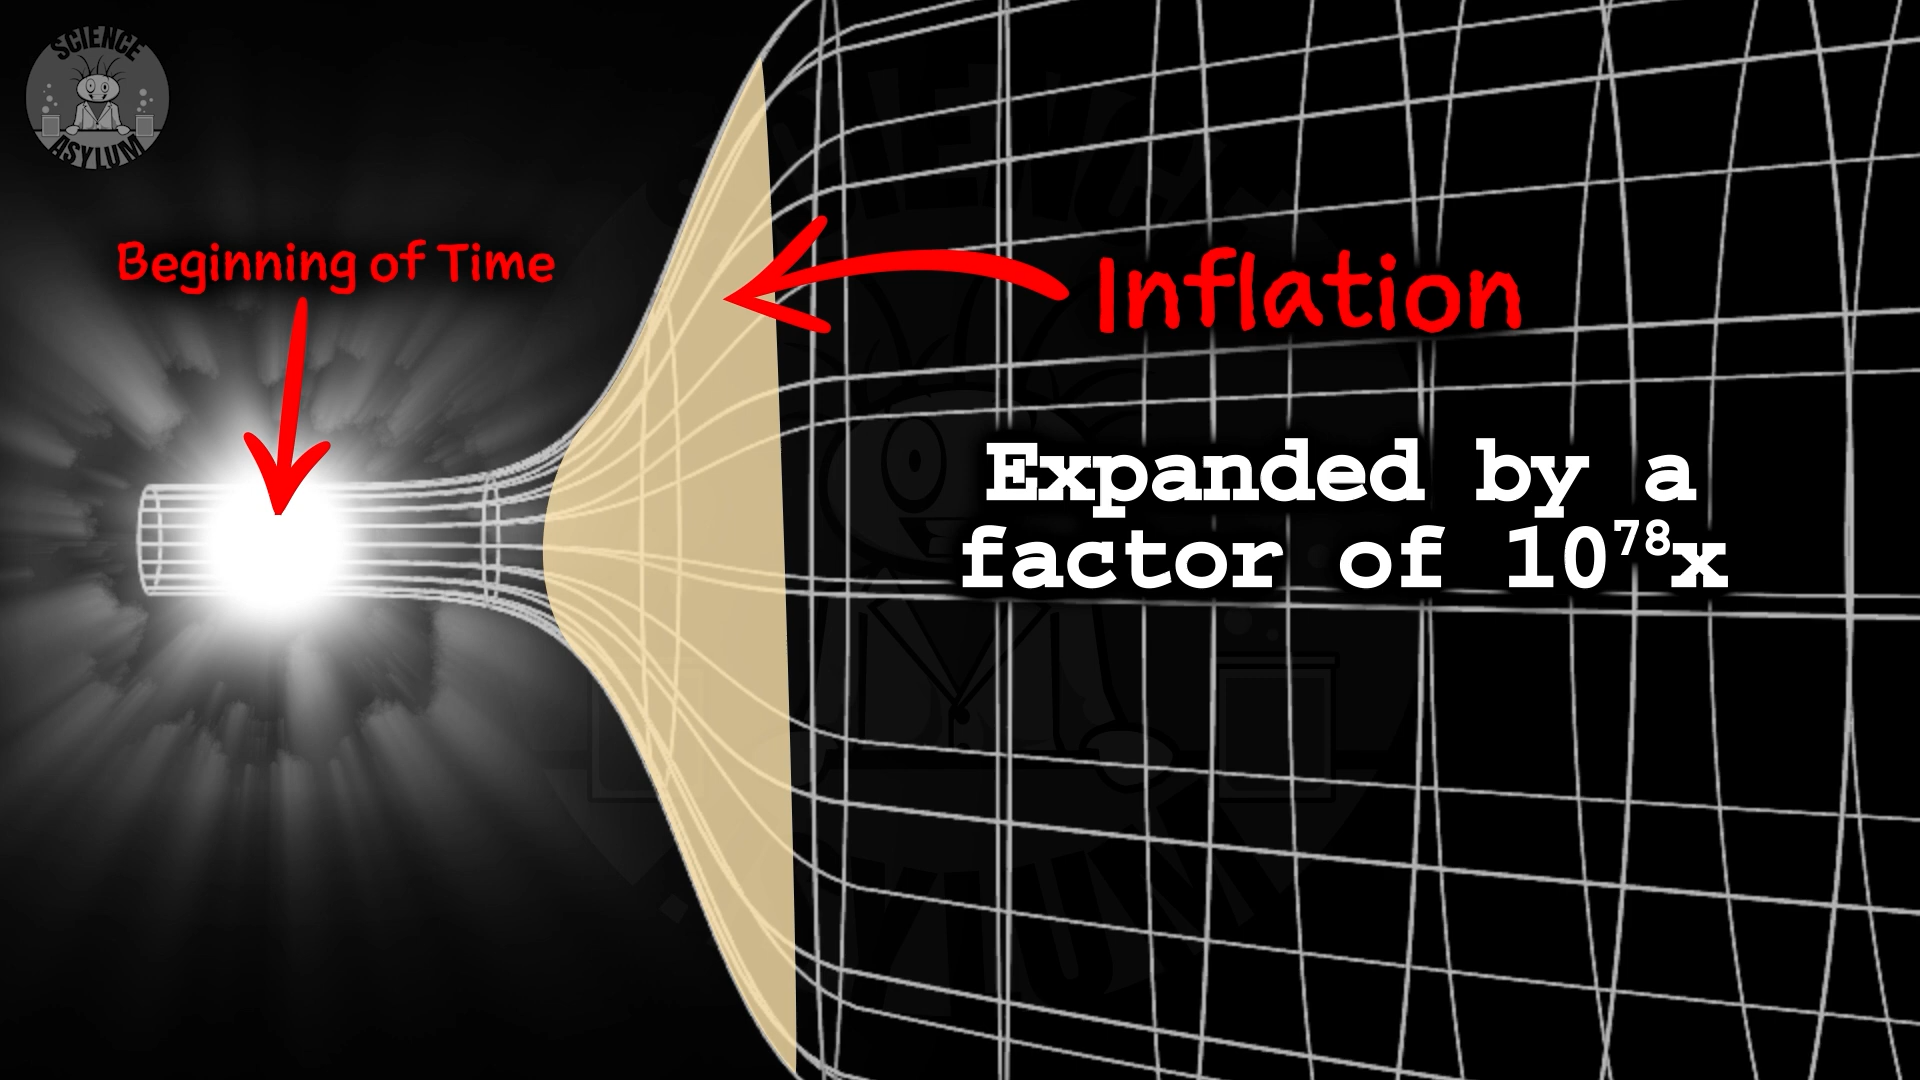 SCIENCE
ASYLUM
Beginning of Time
Inflation
Expanded by a
factor of 10⁷⁸x